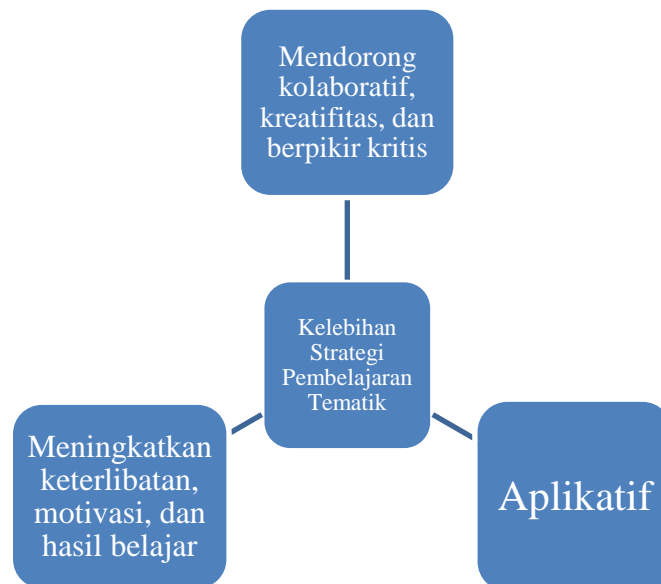 Mendorong
kolaboratif,
kreatifitas, dan
berpikir kritis
Kelebihan
Strategi
Pembelajaran
Tematik
Meningkatkan
keterlibatan,
motivasi, dan
hasil belajar
Aplikatif